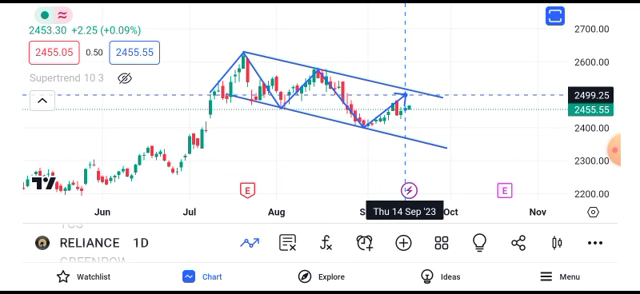 2453.30 +2.25 (+0.09%)
2455.05 0.50 2455.55
Supertrend 10 3
2700.00
2600.00
2499.25
2455.55
2400.00
2300.00
2200.00
E
E
Jun Jul Aug S Thu 14 Sep '23 Oct Nov
RELIANCE 1D
Watchlist Chart Explore Ideas Menu